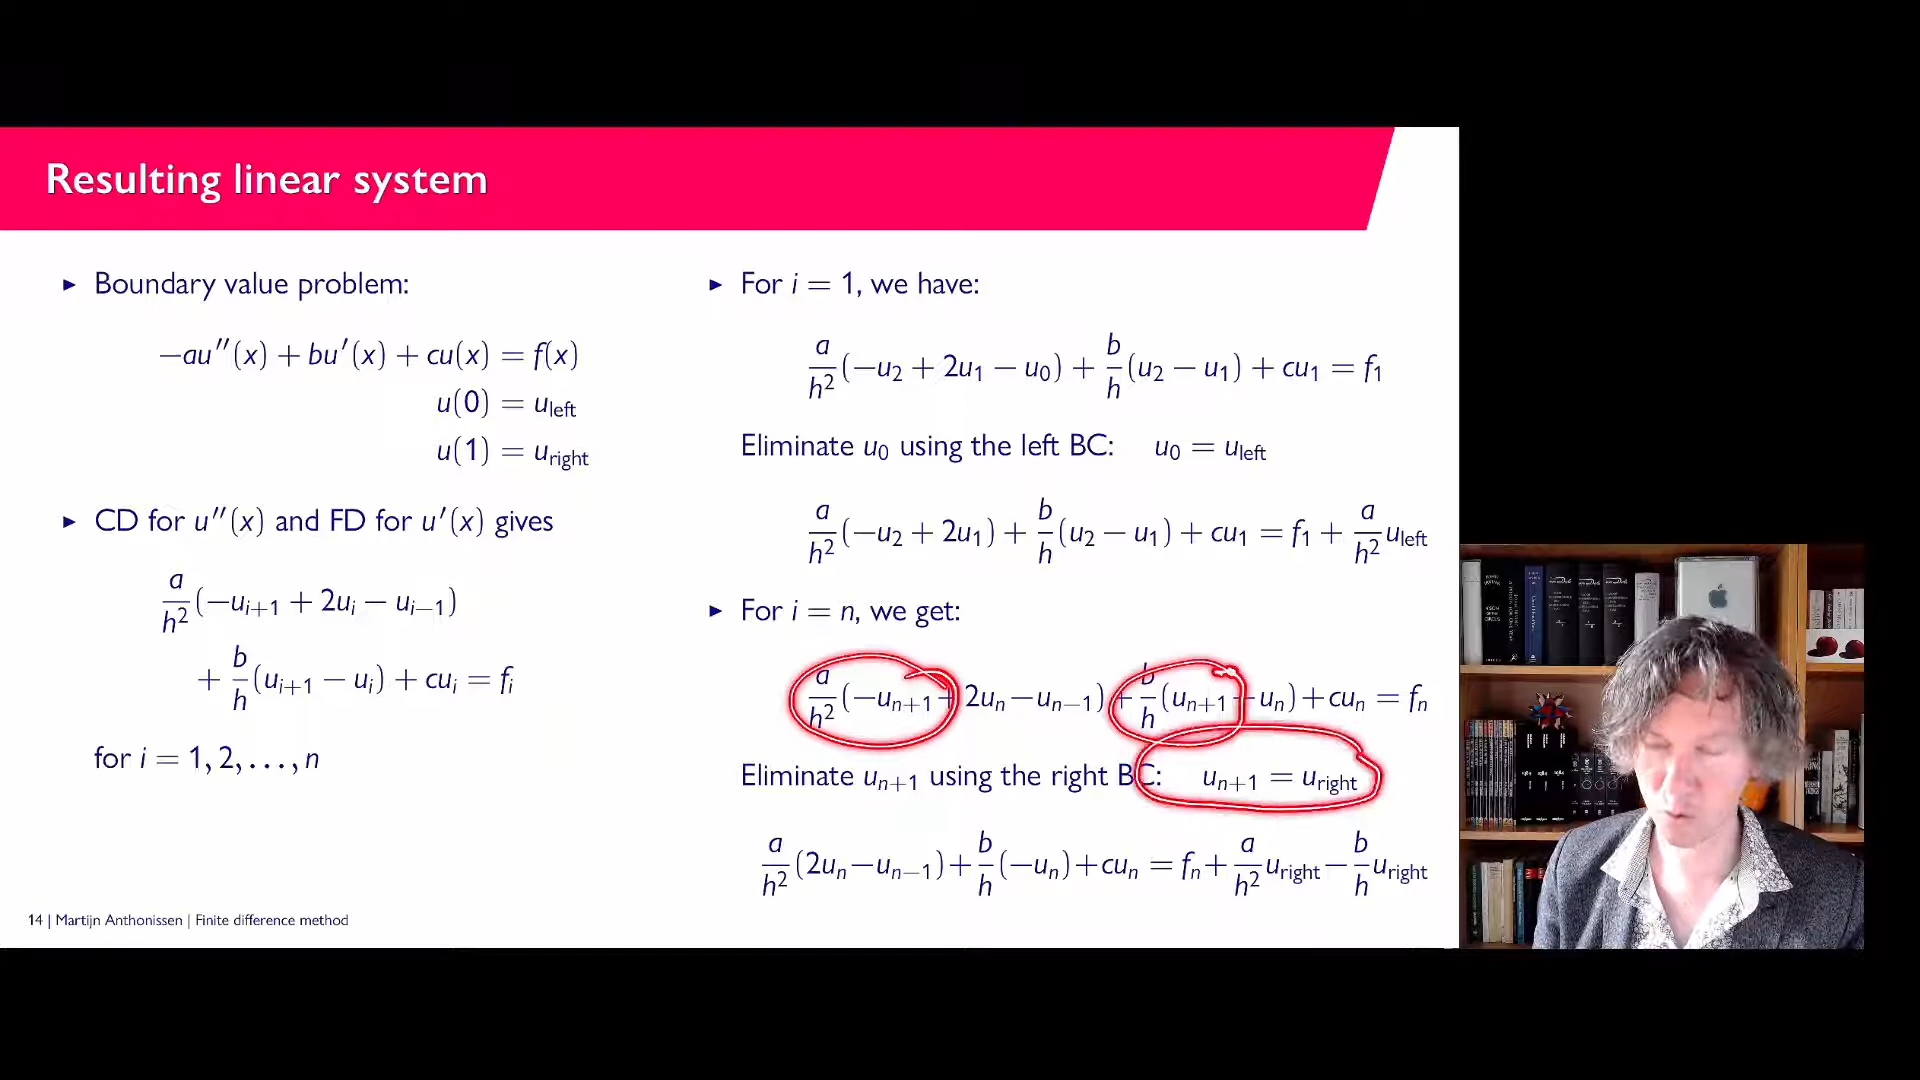 Resulting linear system
▸ Boundary value problem:
−au″(x) + bu′(x) + cu(x) = f(x)
u(0) = u_left
u(1) = u_right
▸ CD for u″(x) and FD for u′(x) gives
a/h² (−u_{i+1} + 2u_i − u_{i−1})
+ b/h (u_{i+1} − u_i) + cu_i = f_i
for i = 1, 2, . . . , n
▸ For i = 1, we have:
a/h² (−u_2 + 2u_1 − u_0) + b/h (u_2 − u_1) + cu_1 = f_1
Eliminate u_0 using the left BC: u_0 = u_left
a/h² (−u_2 + 2u_1) + b/h (u_2 − u_1) + cu_1 = f_1 + a/h² u_left
▸ For i = n, we get:
a/h² (−u_{n+1} + 2u_n − u_{n−1}) + b/h (u_{n+1} − u_n) + cu_n = f_n
Eliminate u_{n+1} using the right BC: u_{n+1} = u_right
a/h² (2u_n − u_{n−1}) + b/h (−u_n) + cu_n = f_n + a/h² u_right − b/h u_right
14 | Martijn Anthonissen | Finite difference method